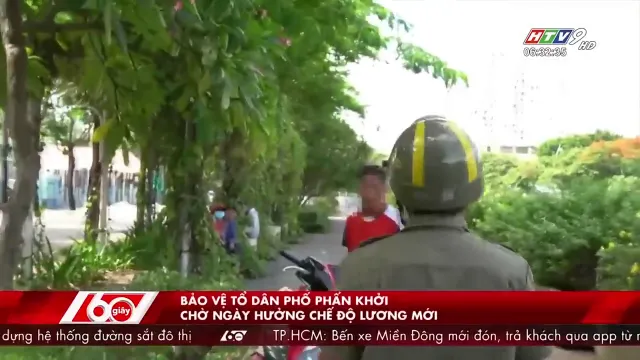 HTV9 HD
06:32:35
BẢO VỆ TỔ DÂN PHỐ PHẤN KHỞI
60 giây
CHỜ NGÀY HƯỞNG CHẾ ĐỘ LƯƠNG MỚI
dựng hệ thống đường sắt đô thị 60 TP.HCM: Bến xe Miền Đông mới đón, trả khách qua app từ